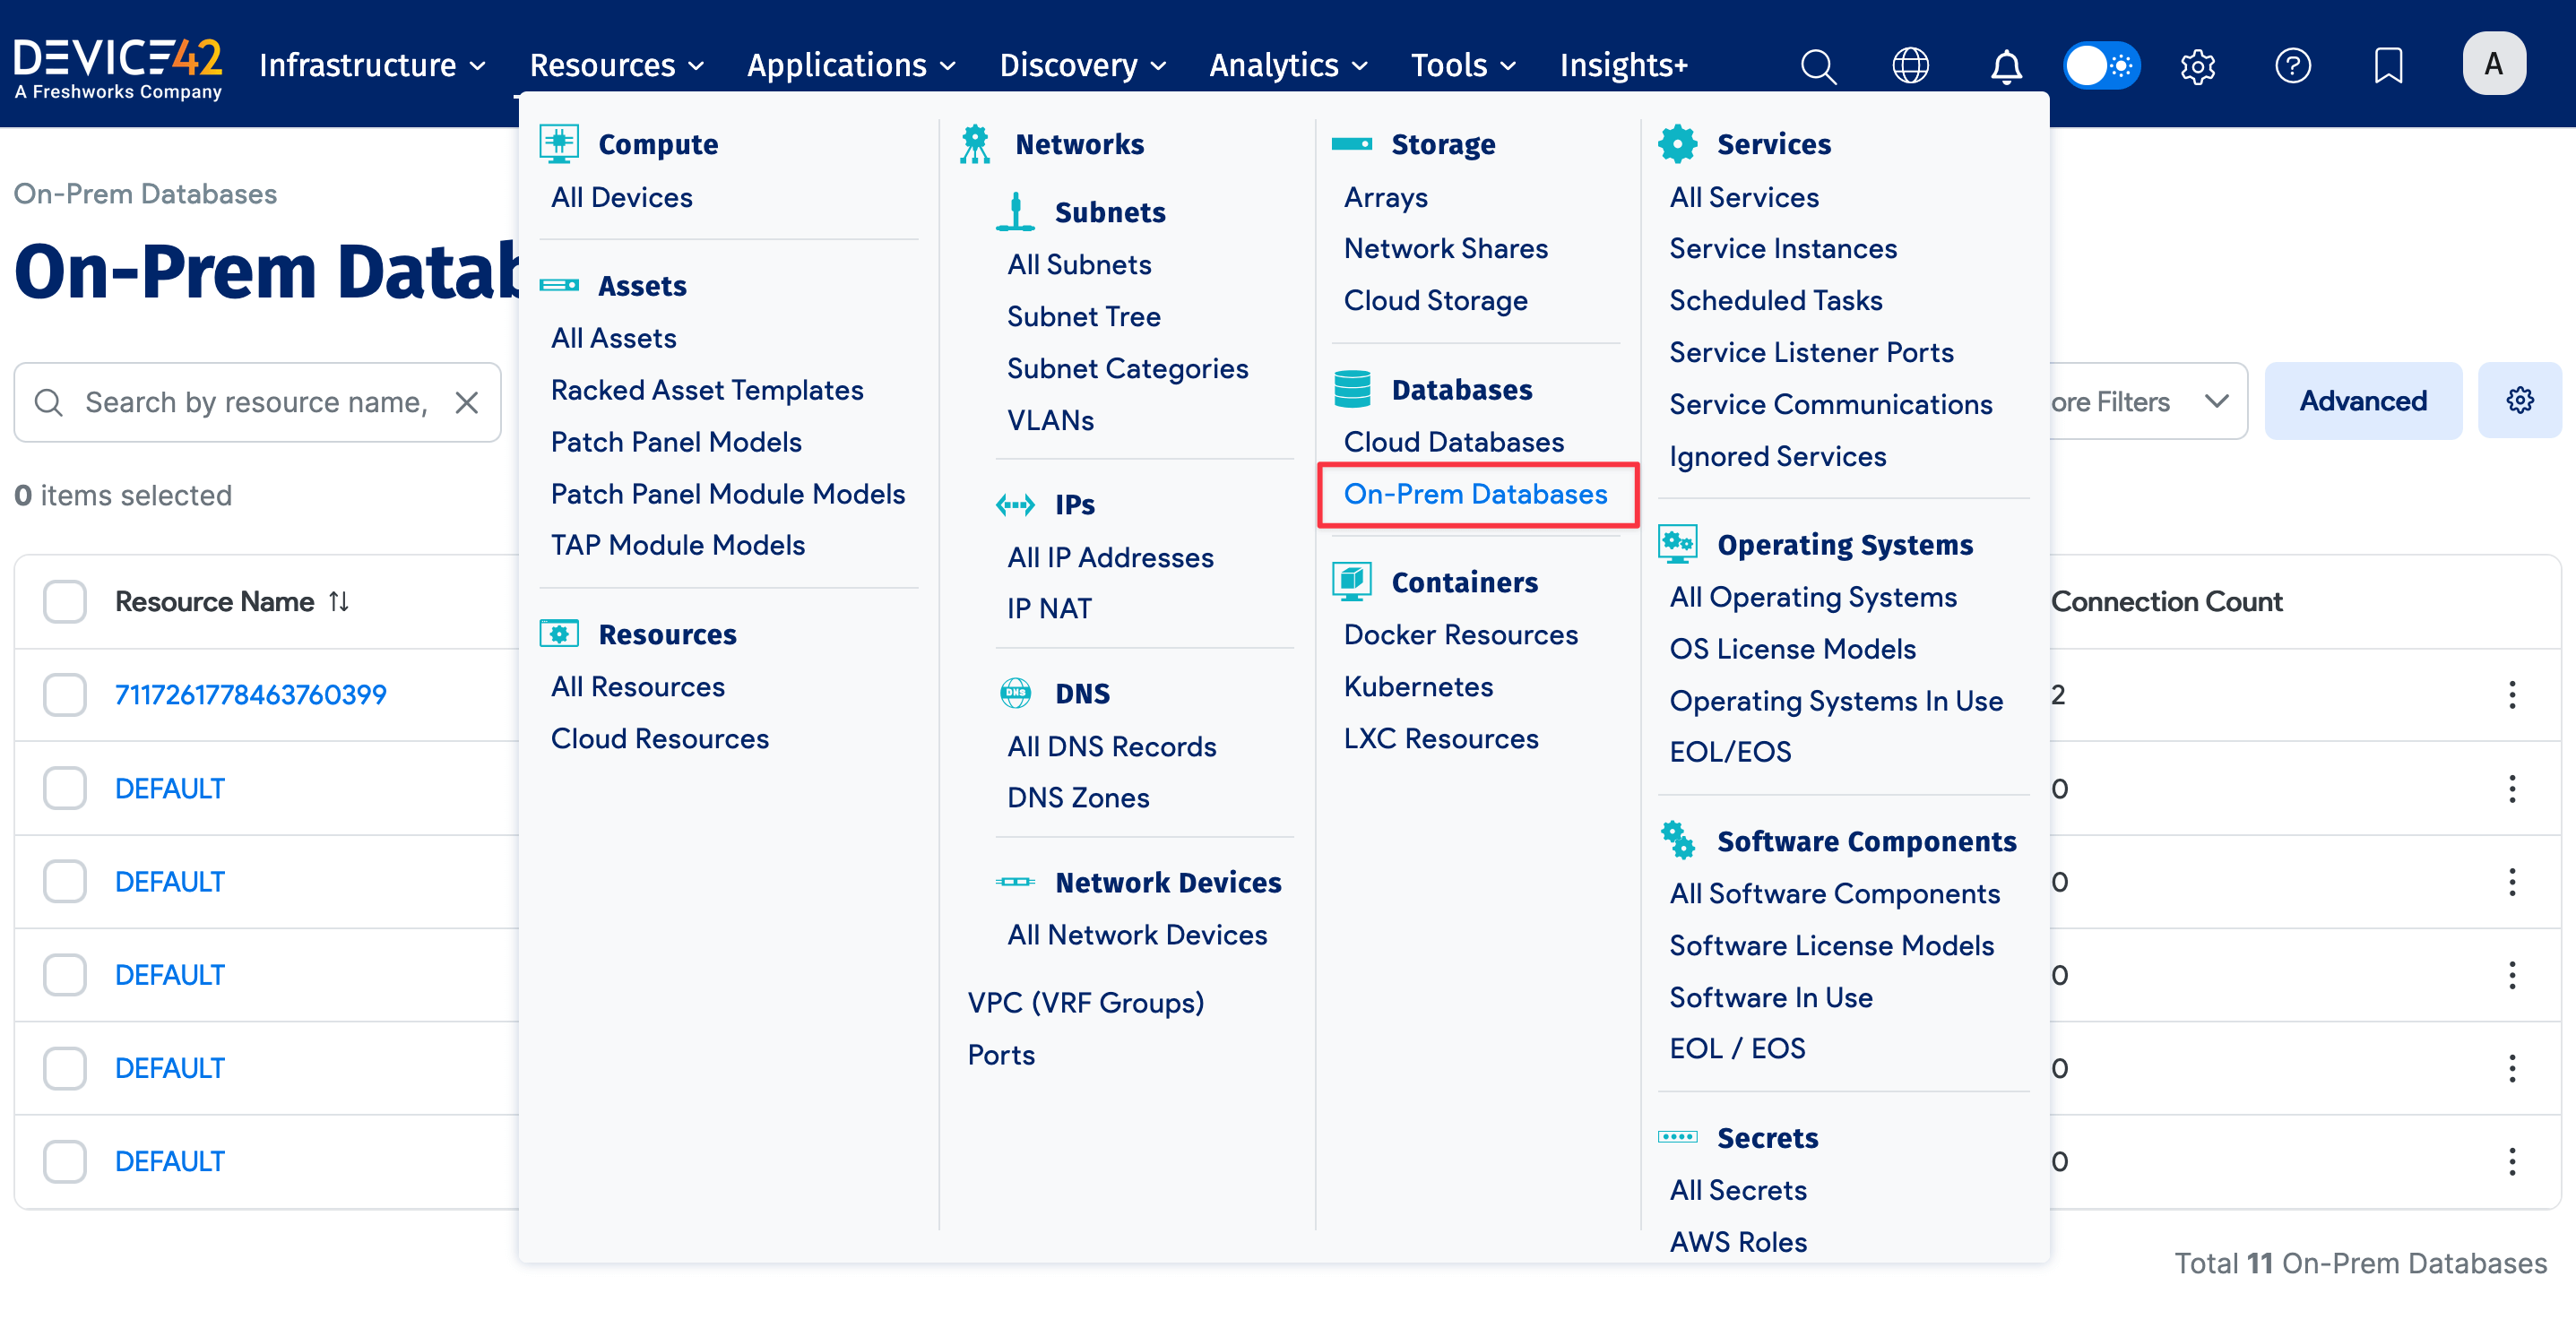 DEVICE42
A Freshworks Company
Infrastructure
Resources
Applications
Discovery
Analytics
Tools
Insights+
A
On-Prem Databases
On-Prem Datab
Search by resource name,
ore Filters
Advanced
0 items selected
Resource Name
Connection Count
7117261778463760399
2
DEFAULT
0
DEFAULT
0
DEFAULT
0
DEFAULT
0
DEFAULT
0
Total 11 On-Prem Databases
Compute
All Devices
Assets
All Assets
Racked Asset Templates
Patch Panel Models
Patch Panel Module Models
TAP Module Models
Resources
All Resources
Cloud Resources
Networks
Subnets
All Subnets
Subnet Tree
Subnet Categories
VLANs
IPs
All IP Addresses
IP NAT
DNS
DNS
All DNS Records
DNS Zones
Network Devices
All Network Devices
VPC (VRF Groups)
Ports
Storage
Arrays
Network Shares
Cloud Storage
Databases
Cloud Databases
On-Prem Databases
Containers
Docker Resources
Kubernetes
LXC Resources
Services
All Services
Service Instances
Scheduled Tasks
Service Listener Ports
Service Communications
Ignored Services
Operating Systems
All Operating Systems
OS License Models
Operating Systems In Use
EOL/EOS
Software Components
All Software Components
Software License Models
Software In Use
EOL / EOS
Secrets
All Secrets
AWS Roles